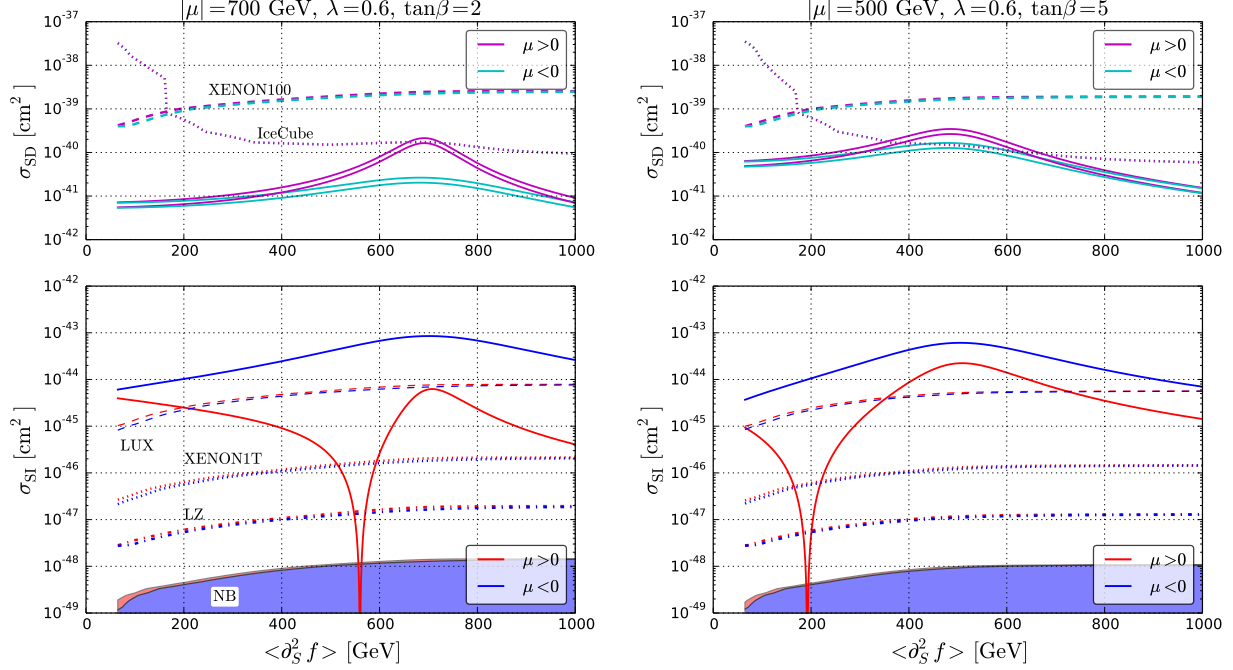 |μ|=700 GeV, λ=0.6, tanβ=2
10⁻³⁷
10⁻³⁸
10⁻³⁹
10⁻⁴⁰
10⁻⁴¹
10⁻⁴²
σ_SD [cm²]
μ>0
μ<0
XENON100
IceCube
0 200 400 600 800 1000
|μ|=500 GeV, λ=0.6, tanβ=5
10⁻³⁷
10⁻³⁸
10⁻³⁹
10⁻⁴⁰
10⁻⁴¹
10⁻⁴²
σ_SD [cm²]
μ>0
μ<0
0 200 400 600 800 1000
10⁻⁴²
10⁻⁴³
10⁻⁴⁴
10⁻⁴⁵
10⁻⁴⁶
10⁻⁴⁷
10⁻⁴⁸
10⁻⁴⁹
σ_SI [cm²]
LUX
XENON1T
LZ
NB
μ>0
μ<0
0 200 400 600 800 1000
<∂²_S f> [GeV]
10⁻⁴²
10⁻⁴³
10⁻⁴⁴
10⁻⁴⁵
10⁻⁴⁶
10⁻⁴⁷
10⁻⁴⁸
10⁻⁴⁹
σ_SI [cm²]
μ>0
μ<0
0 200 400 600 800 1000
<∂²_S f> [GeV]